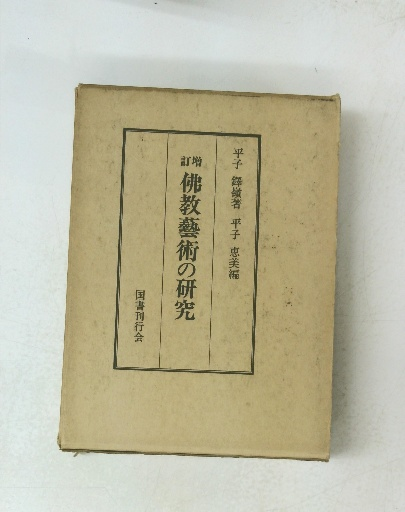 平子 鐸嶺著 平子 恵美編
増訂 佛教藝術の研究
国書刊行会